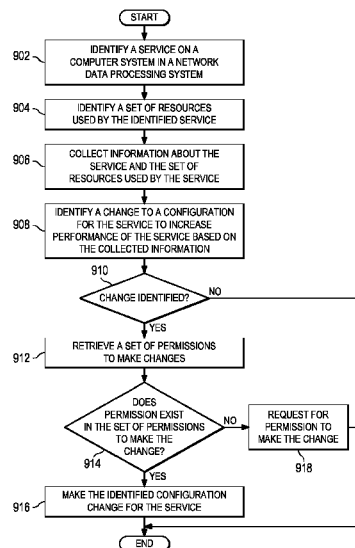 START
902
IDENTIFY A SERVICE ON A
COMPUTER SYSTEM IN A NETWORK
DATA PROCESSING SYSTEM
904
IDENTIFY A SET OF RESOURCES
USED BY THE IDENTIFIED SERVICE
906
COLLECT INFORMATION ABOUT THE
SERVICE AND THE SET OF
RESOURCES USED BY THE SERVICE
908
IDENTIFY A CHANGE TO A CONFIGURATION
FOR THE SERVICE TO INCREASE
PERFORMANCE OF THE SERVICE BASED ON
THE COLLECTED INFORMATION
910
CHANGE IDENTIFIED?
NO
YES
912
RETRIEVE A SET OF PERMISSIONS
TO MAKE CHANGES
DOES
PERMISSION EXIST
IN THE SET OF PERMISSIONS
TO MAKE THE
CHANGE?
914
NO
REQUEST FOR
PERMISSION TO
MAKE THE CHANGE
918
YES
916
MAKE THE IDENTIFIED CONFIGURATION
CHANGE FOR THE SERVICE
END